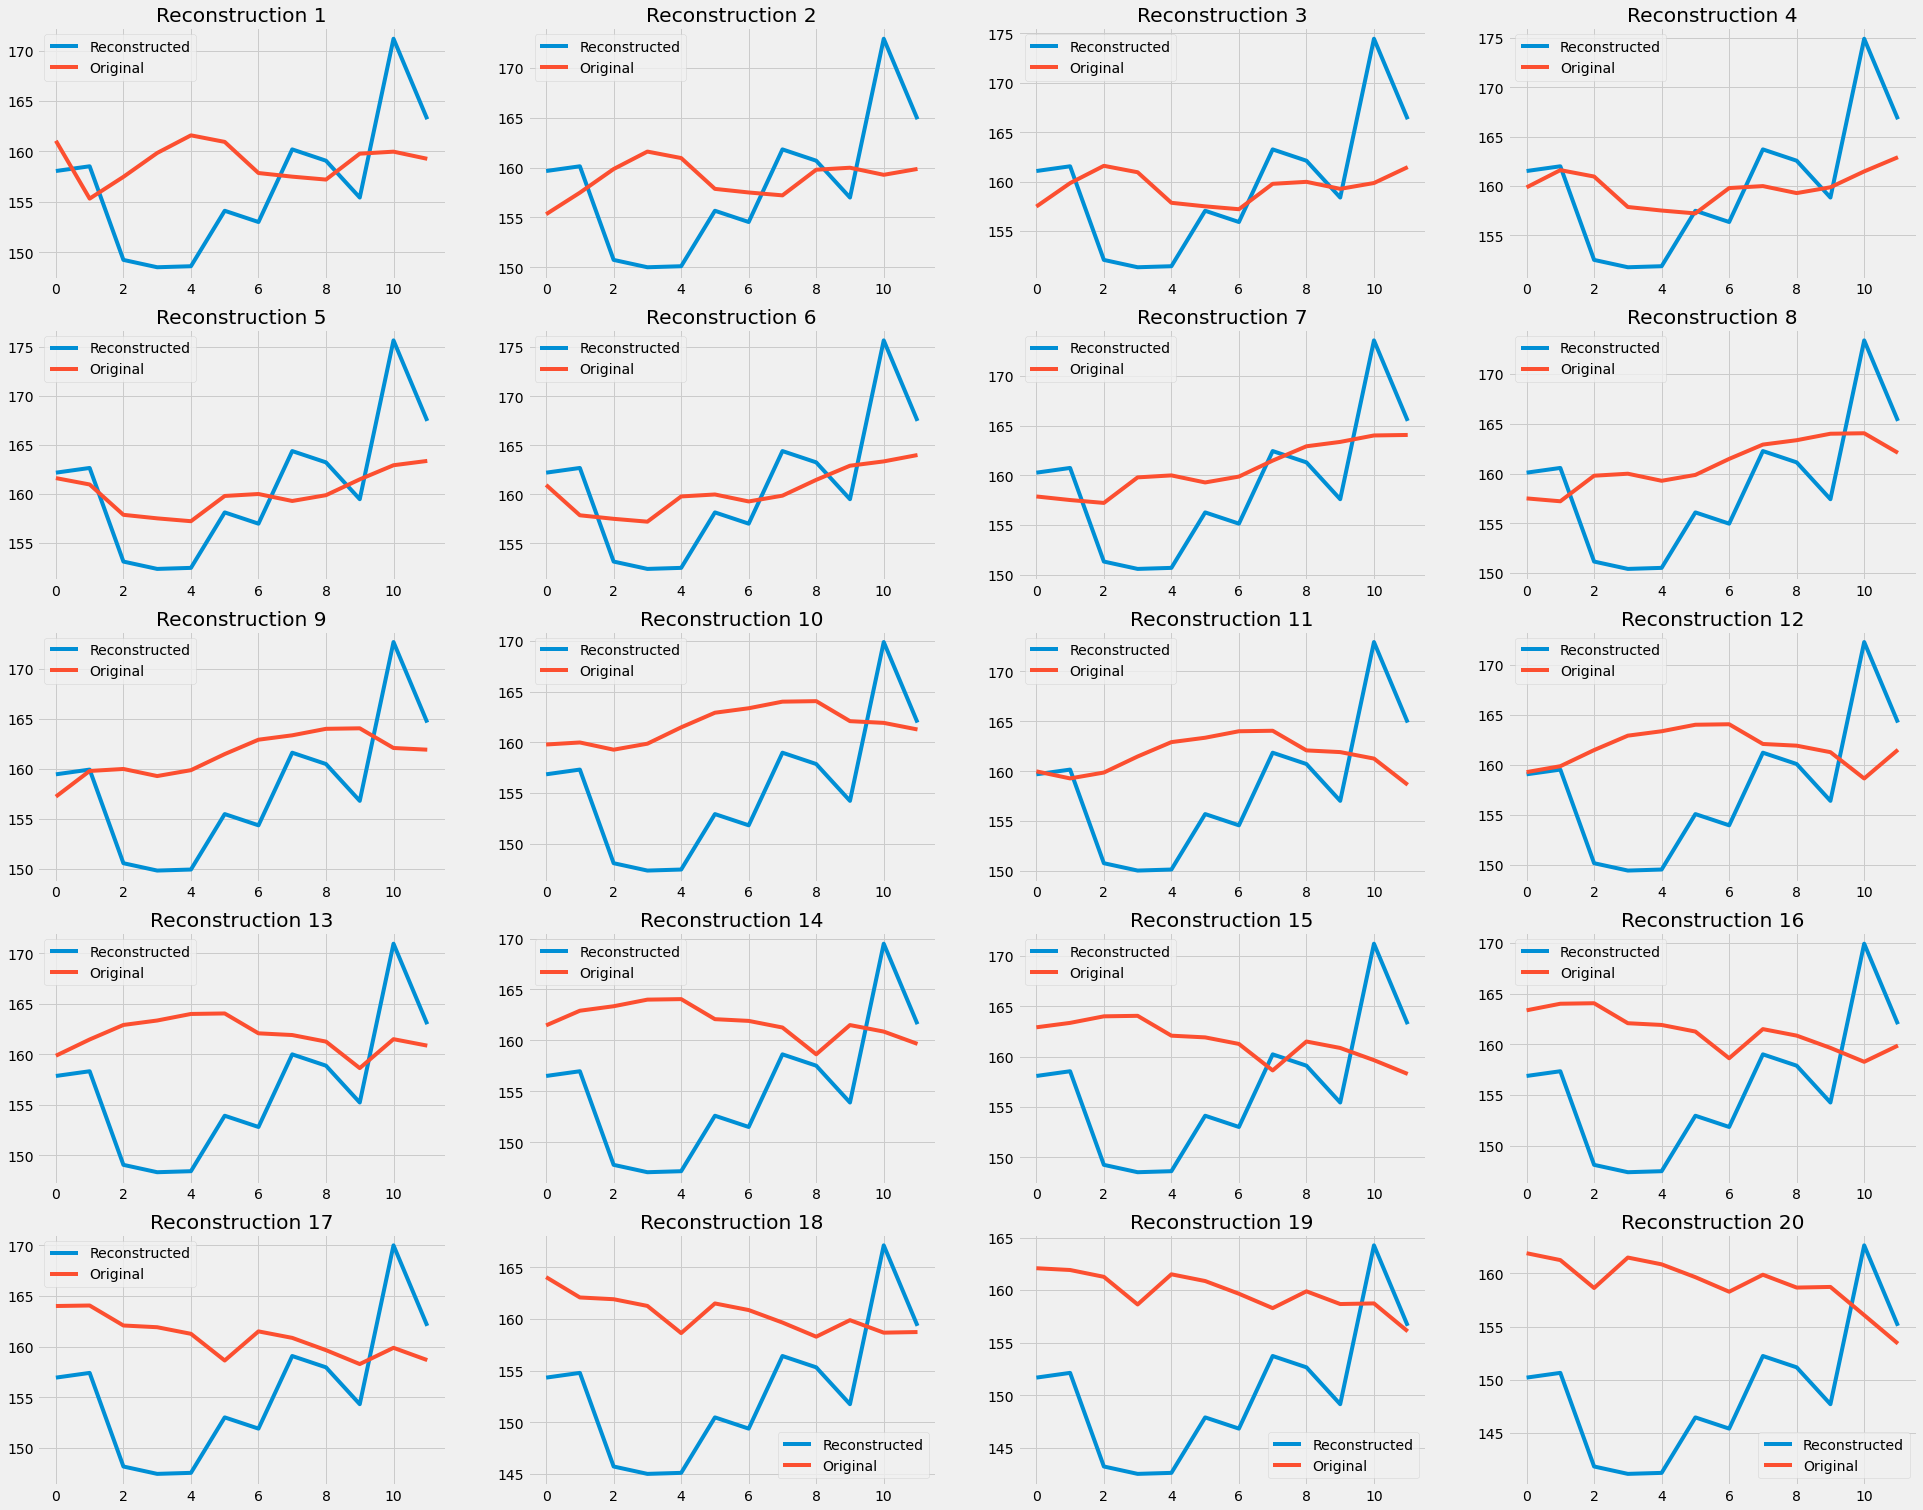 Reconstruction 1
Reconstructed
Original
170
165
160
155
150
0 2 4 6 8 10
Reconstruction 2
Reconstructed
Original
170
165
160
155
150
0 2 4 6 8 10
Reconstruction 3
Reconstructed
Original
175
170
165
160
155
0 2 4 6 8 10
Reconstruction 4
Reconstructed
Original
175
170
165
160
155
0 2 4 6 8 10
Reconstruction 5
Reconstructed
Original
175
170
165
160
155
0 2 4 6 8 10
Reconstruction 6
Reconstructed
Original
175
170
165
160
155
0 2 4 6 8 10
Reconstruction 7
Reconstructed
Original
170
165
160
155
150
0 2 4 6 8 10
Reconstruction 8
Reconstructed
Original
170
165
160
155
150
0 2 4 6 8 10
Reconstruction 9
Reconstructed
Original
170
165
160
155
150
0 2 4 6 8 10
Reconstruction 10
Reconstructed
Original
170
165
160
155
150
0 2 4 6 8 10
Reconstruction 11
Reconstructed
Original
170
165
160
155
150
0 2 4 6 8 10
Reconstruction 12
Reconstructed
Original
170
165
160
155
150
0 2 4 6 8 10
Reconstruction 13
Reconstructed
Original
170
165
160
155
150
0 2 4 6 8 10
Reconstruction 14
Reconstructed
Original
170
165
160
155
150
0 2 4 6 8 10
Reconstruction 15
Reconstructed
Original
170
165
160
155
150
0 2 4 6 8 10
Reconstruction 16
Reconstructed
Original
170
165
160
155
150
0 2 4 6 8 10
Reconstruction 17
Reconstructed
Original
170
165
160
155
150
0 2 4 6 8 10
Reconstruction 18
165
160
155
150
145
Reconstructed
Original
0 2 4 6 8 10
Reconstruction 19
165
160
155
150
145
Reconstructed
Original
0 2 4 6 8 10
Reconstruction 20
160
155
150
145
Reconstructed
Original
0 2 4 6 8 10